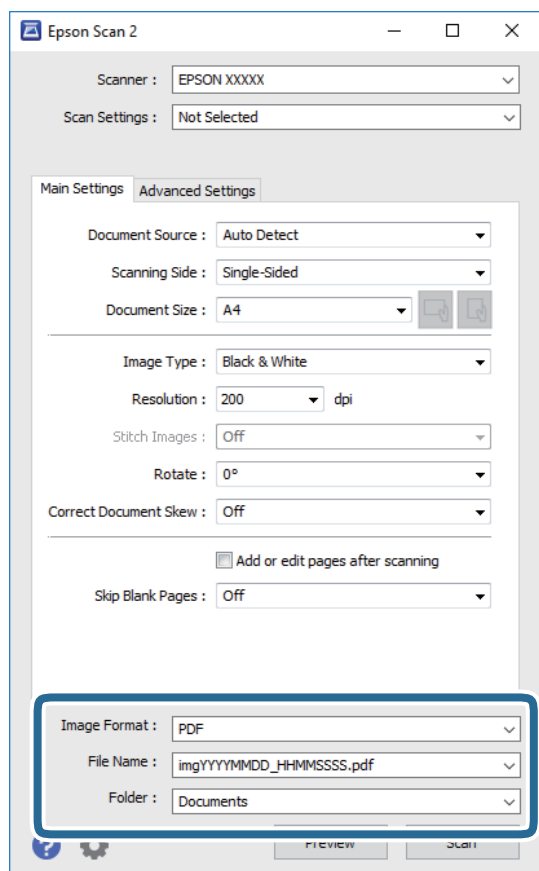 Epson Scan 2
Scanner : EPSON XXXXX
Scan Settings : Not Selected
Main Settings Advanced Settings
Document Source : Auto Detect
Scanning Side : Single-Sided
Document Size : A4
Image Type : Black & White
Resolution : 200 dpi
Stitch Images : Off
Rotate : 0°
Correct Document Skew : Off
Add or edit pages after scanning
Skip Blank Pages : Off
Image Format : PDF
File Name : imgYYYYMMDD_HHMMSSSS.pdf
Folder : Documents
? Preview Scan